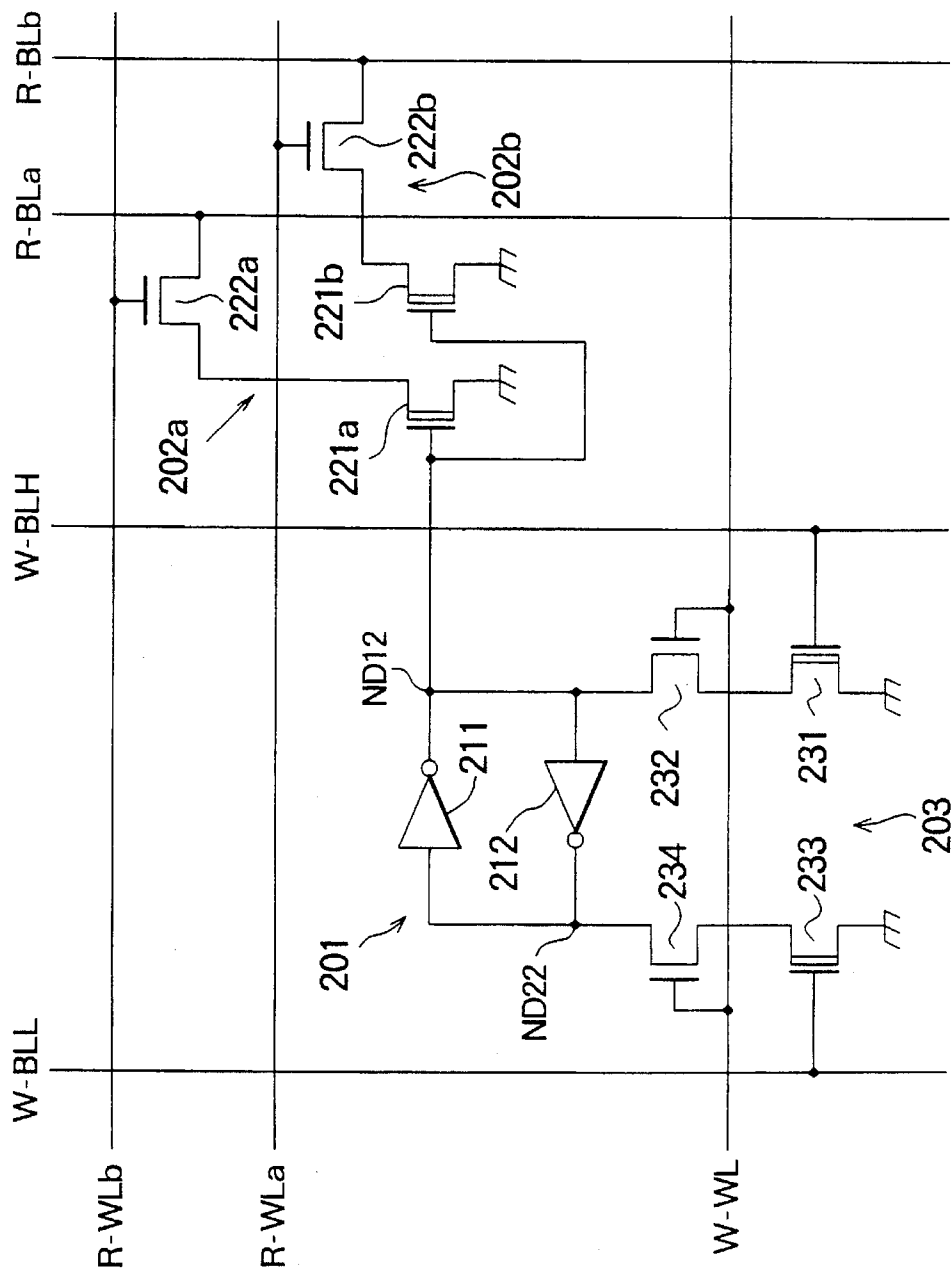 W-BLL
W-BLH
R-BLa
R-BLb
R-WLb
222a
202a
R-WLa
222b
202b
221a
221b
ND12
211
201
212
ND22
234
232
W-WL
233
231
203